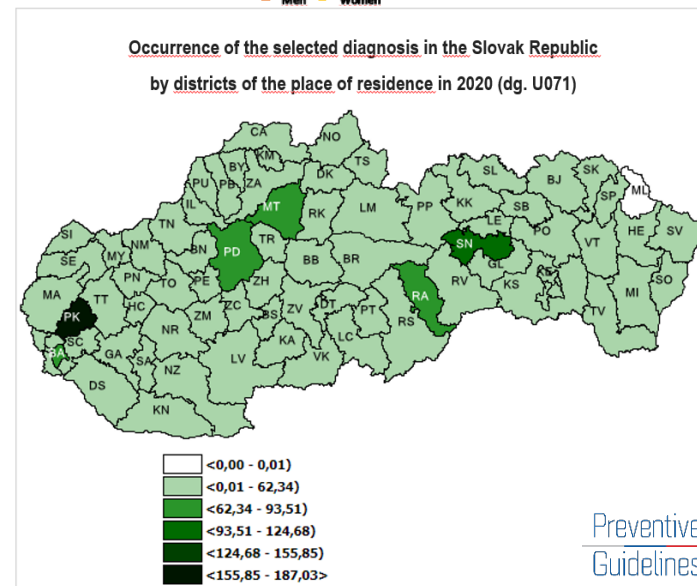 Men Women
Occurrence of the selected diagnosis in the Slovak Republic
by districts of the place of residence in 2020 (dg. U071)
CA
NO
KM
TS
BY
DK
PU
PB
ZA
IL
MT
RK
LM
PP
KK
SL
BJ
SK
ML
SP
SB
LE
PO
HE
SV
VT
TN
SI
SE
NM
MY
BN
PD
TR
BB
BR
SN
GL
KE
KS
RV
SO
MI
TV
MA
PN
TO
PE
ZH
HC
TT
PK
SC
BA
ZC
ZM
NR
BS
ZV
DT
PT
RA
RS
LC
KA
VK
LV
GA
SA
NZ
DS
KN
<0,00 - 0,01)
<0,01 - 62,34)
<62,34 - 93,51)
<93,51 - 124,68)
<124,68 - 155,85)
<155,85 - 187,03>
Preventive
Guidelines